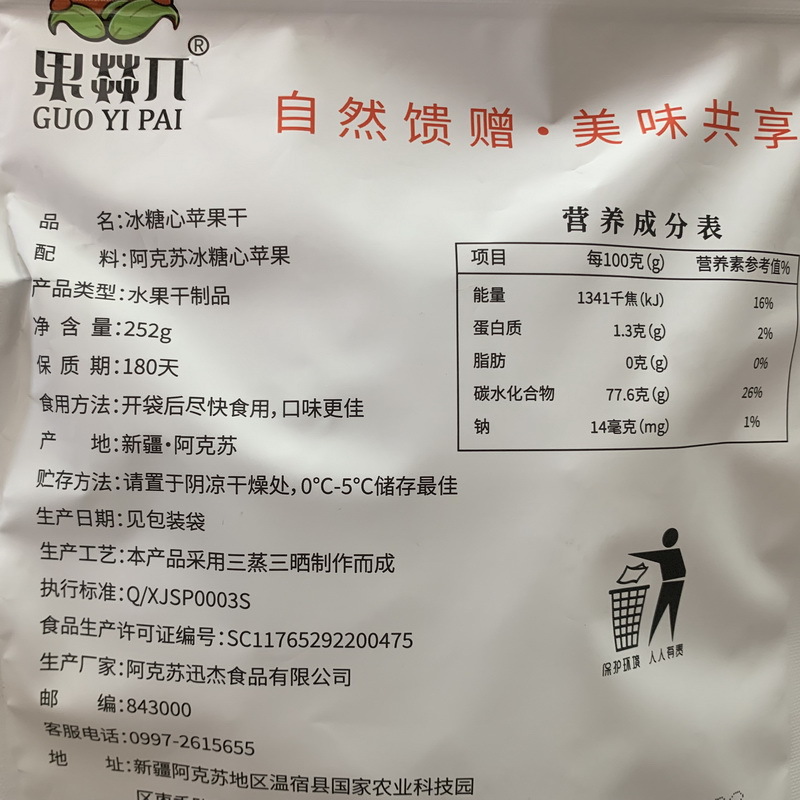 果叕派®
GUO YI PAI
自然馈赠·美味共享
品 名:冰糖心苹果干
配 料:阿克苏冰糖心苹果
产品类型:水果干制品
净 含 量:252g
保 质 期:180天
食用方法:开袋后尽快食用,口味更佳
产 地:新疆·阿克苏
贮存方法:请置于阴凉干燥处,0℃-5℃储存最佳
生产日期:见包装袋
生产工艺:本产品采用三蒸三晒制作而成
执行标准:Q/XJSP0003S
食品生产许可证编号:SC11765292200475
生产厂家:阿克苏迅杰食品有限公司
邮 编:843000
客服电话:0997-2615655
地 址:新疆阿克苏地区温宿县国家农业科技园
营养成分表
项目 每100克(g) 营养素参考值%
能量 1341千焦(kJ) 16%
蛋白质 1.3克(g) 2%
脂肪 0克(g) 0%
碳水化合物 77.6克(g) 26%
钠 14毫克(mg) 1%
保护环境 人人有责